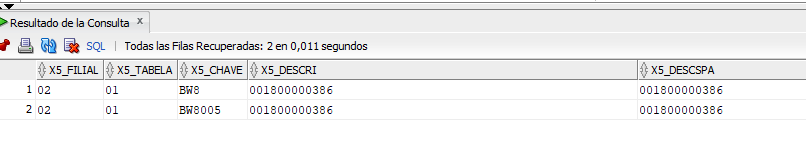 Resultado de la Consulta x
SQL | Todas las Filas Recuperadas: 2 en 0,011 segundos
X5_FILIAL X5_TABELA X5_CHAVE X5_DESCRI X5_DESCSPA
1 02 01 BW8 001800000386 001800000386
2 02 01 BW8005 001800000386 001800000386